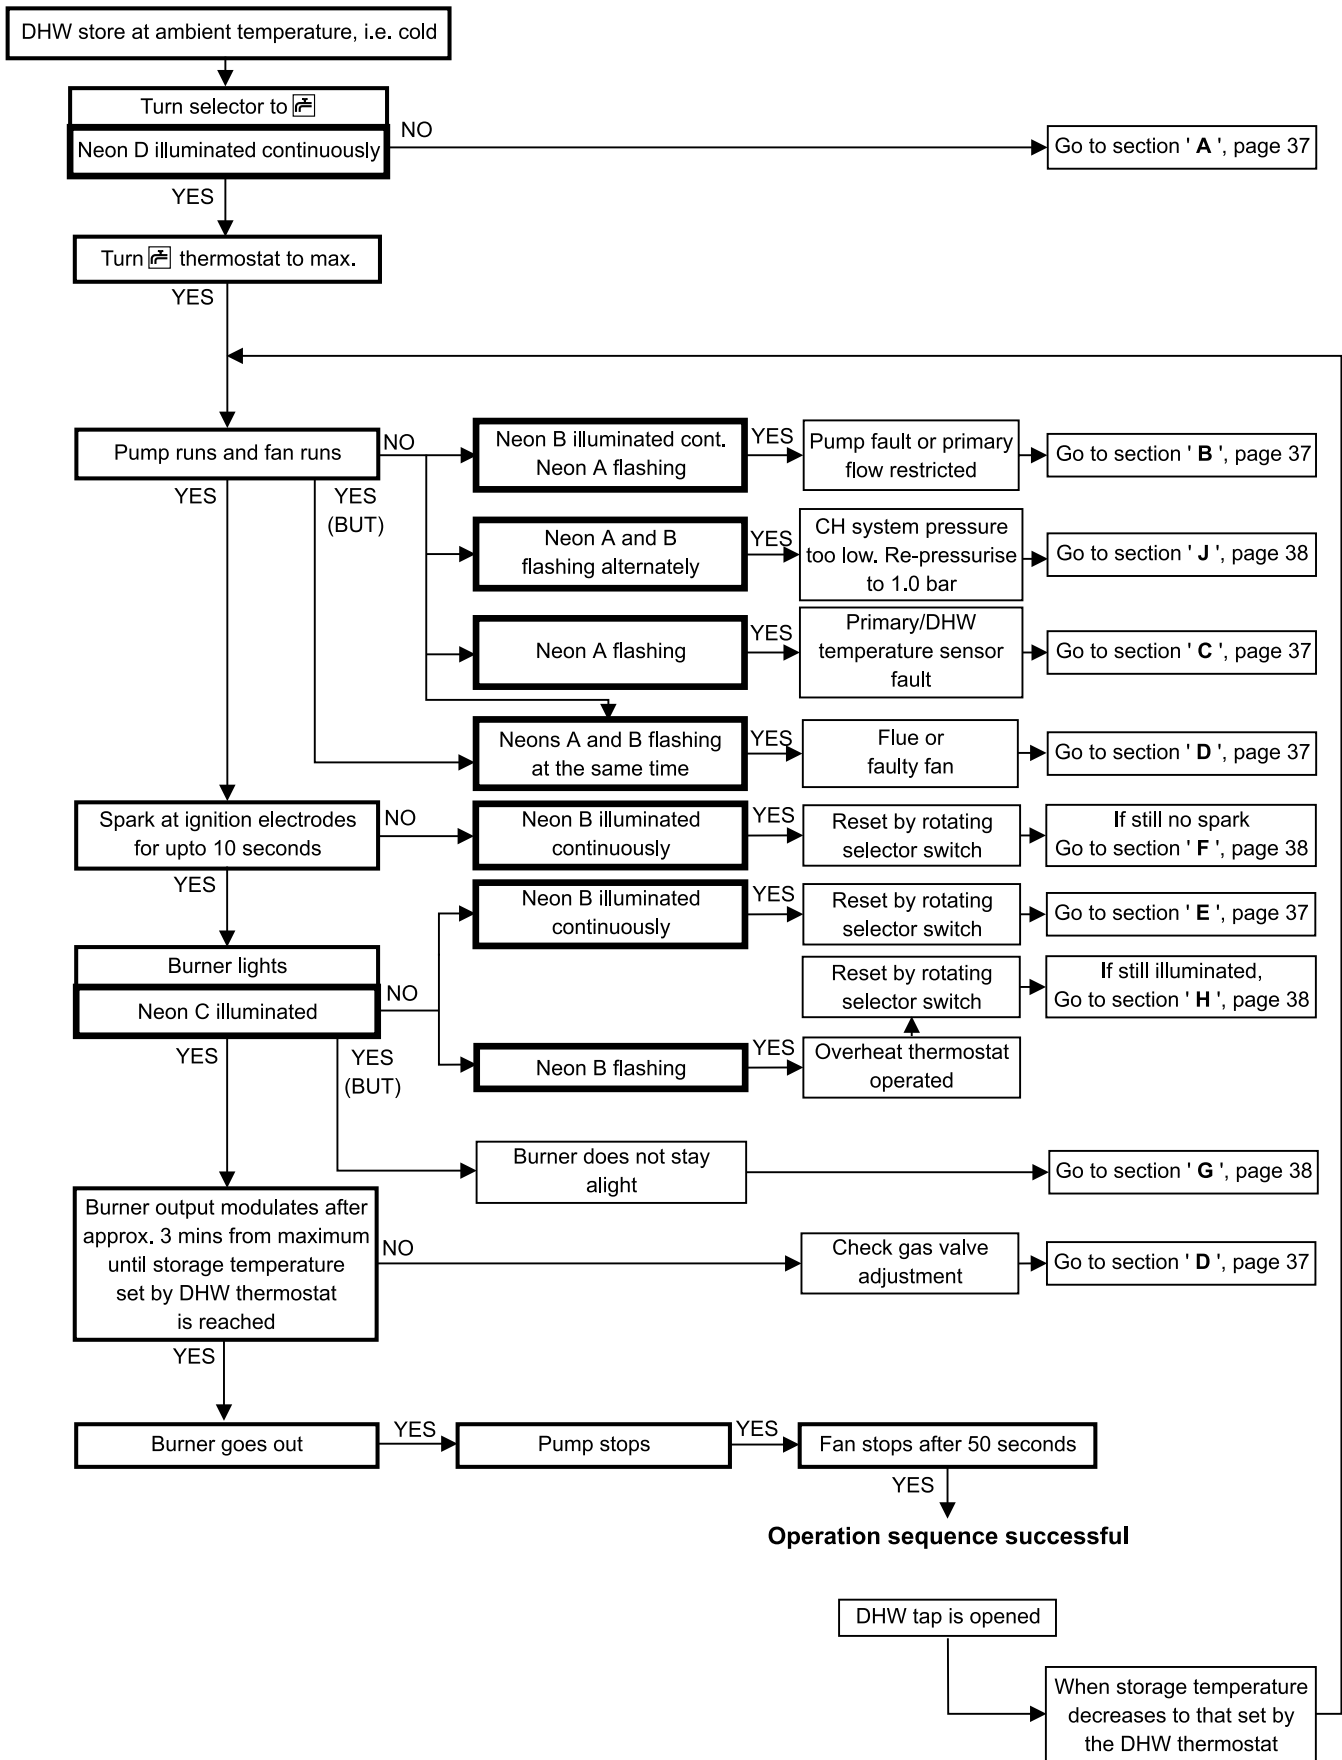 DHW store at ambient temperature, i.e. cold
Turn selector to
Neon D illuminated continuously
NO
Go to section ' A ', page 37
YES
Turn thermostat to max.
YES
Pump runs and fan runs
NO
Neon B illuminated cont.
Neon A flashing
YES
Pump fault or primary
flow restricted
Go to section ' B ', page 37
YES
YES
(BUT)
Neon A and B
flashing alternately
YES
CH system pressure
too low. Re-pressurise
to 1.0 bar
Go to section ' J ', page 38
Neon A flashing
YES
Primary/DHW
temperature sensor
fault
Go to section ' C ', page 37
Neons A and B flashing
at the same time
YES
Flue or
faulty fan
Go to section ' D ', page 37
Spark at ignition electrodes
for upto 10 seconds
NO
Neon B illuminated
continuously
YES
Reset by rotating
selector switch
If still no spark
Go to section ' F ', page 38
YES
Neon B illuminated
continuously
YES
Reset by rotating
selector switch
Go to section ' E ', page 37
Burner lights
Neon C illuminated
NO
Reset by rotating
selector switch
If still illuminated,
Go to section ' H ', page 38
YES
YES
(BUT)
Neon B flashing
YES
Overheat thermostat
operated
Burner does not stay
alight
Go to section ' G ', page 38
Burner output modulates after
approx. 3 mins from maximum
until storage temperature
set by DHW thermostat
is reached
NO
Check gas valve
adjustment
Go to section ' D ', page 37
YES
Burner goes out
YES
Pump stops
YES
Fan stops after 50 seconds
YES
Operation sequence successful
DHW tap is opened
When storage temperature
decreases to that set by
the DHW thermostat